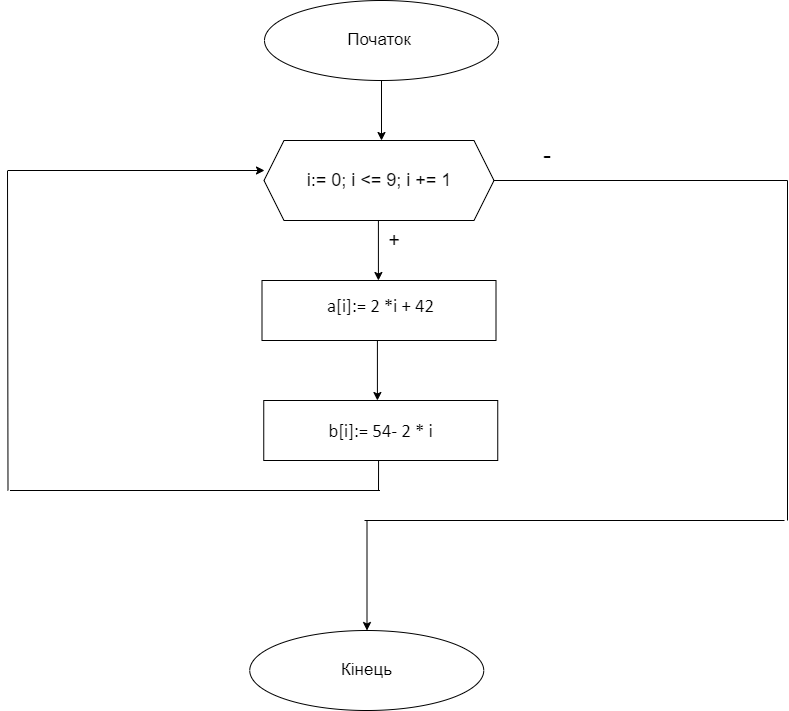 Початок
i:= 0; i <= 9; i += 1
-
+
a[i]:= 2 *i + 42
b[i]:= 54- 2 * i
Кінець